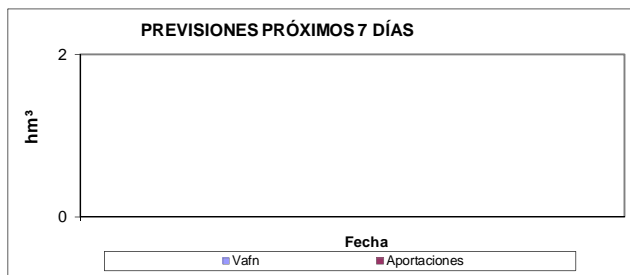 PREVISIONES PRÓXIMOS 7 DÍAS
2
hm³
0
Fecha
Vafn Aportaciones